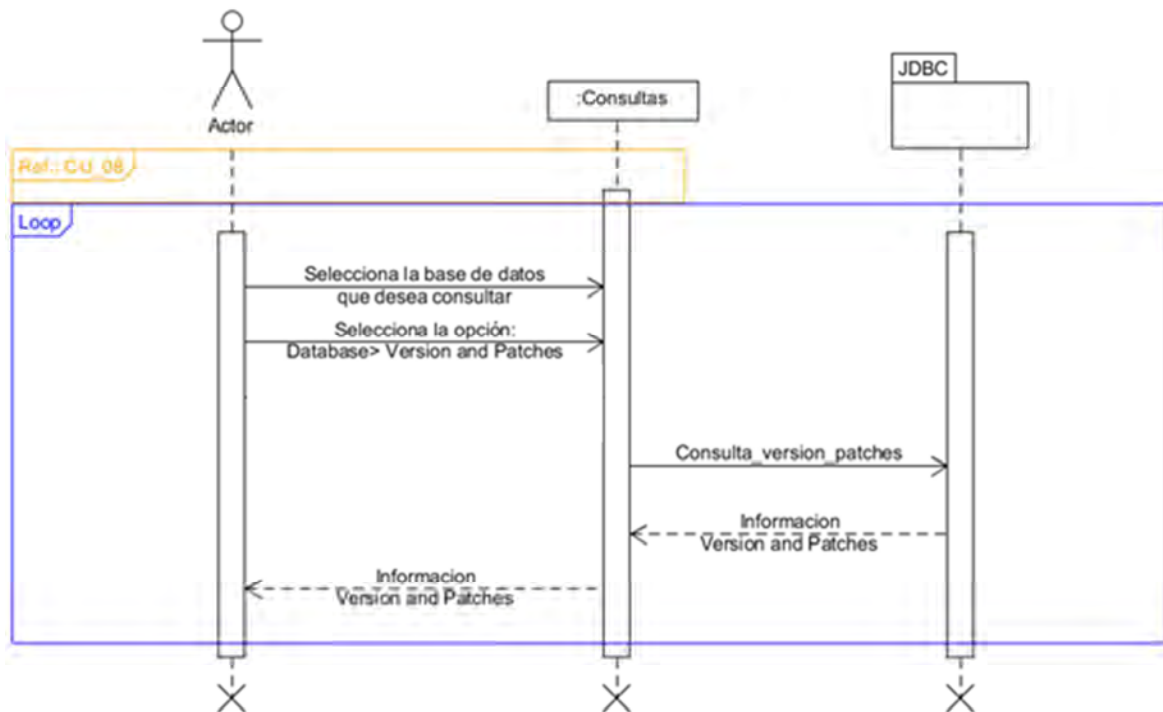 JDBC
:Consultas
Actor
Ref.: CU_08
Loop
Selecciona la base de datos
que desea consultar
Selecciona la opción:
Database> Version and Patches
Consulta_version_patches
Informacion
Version and Patches
Informacion
Version and Patches